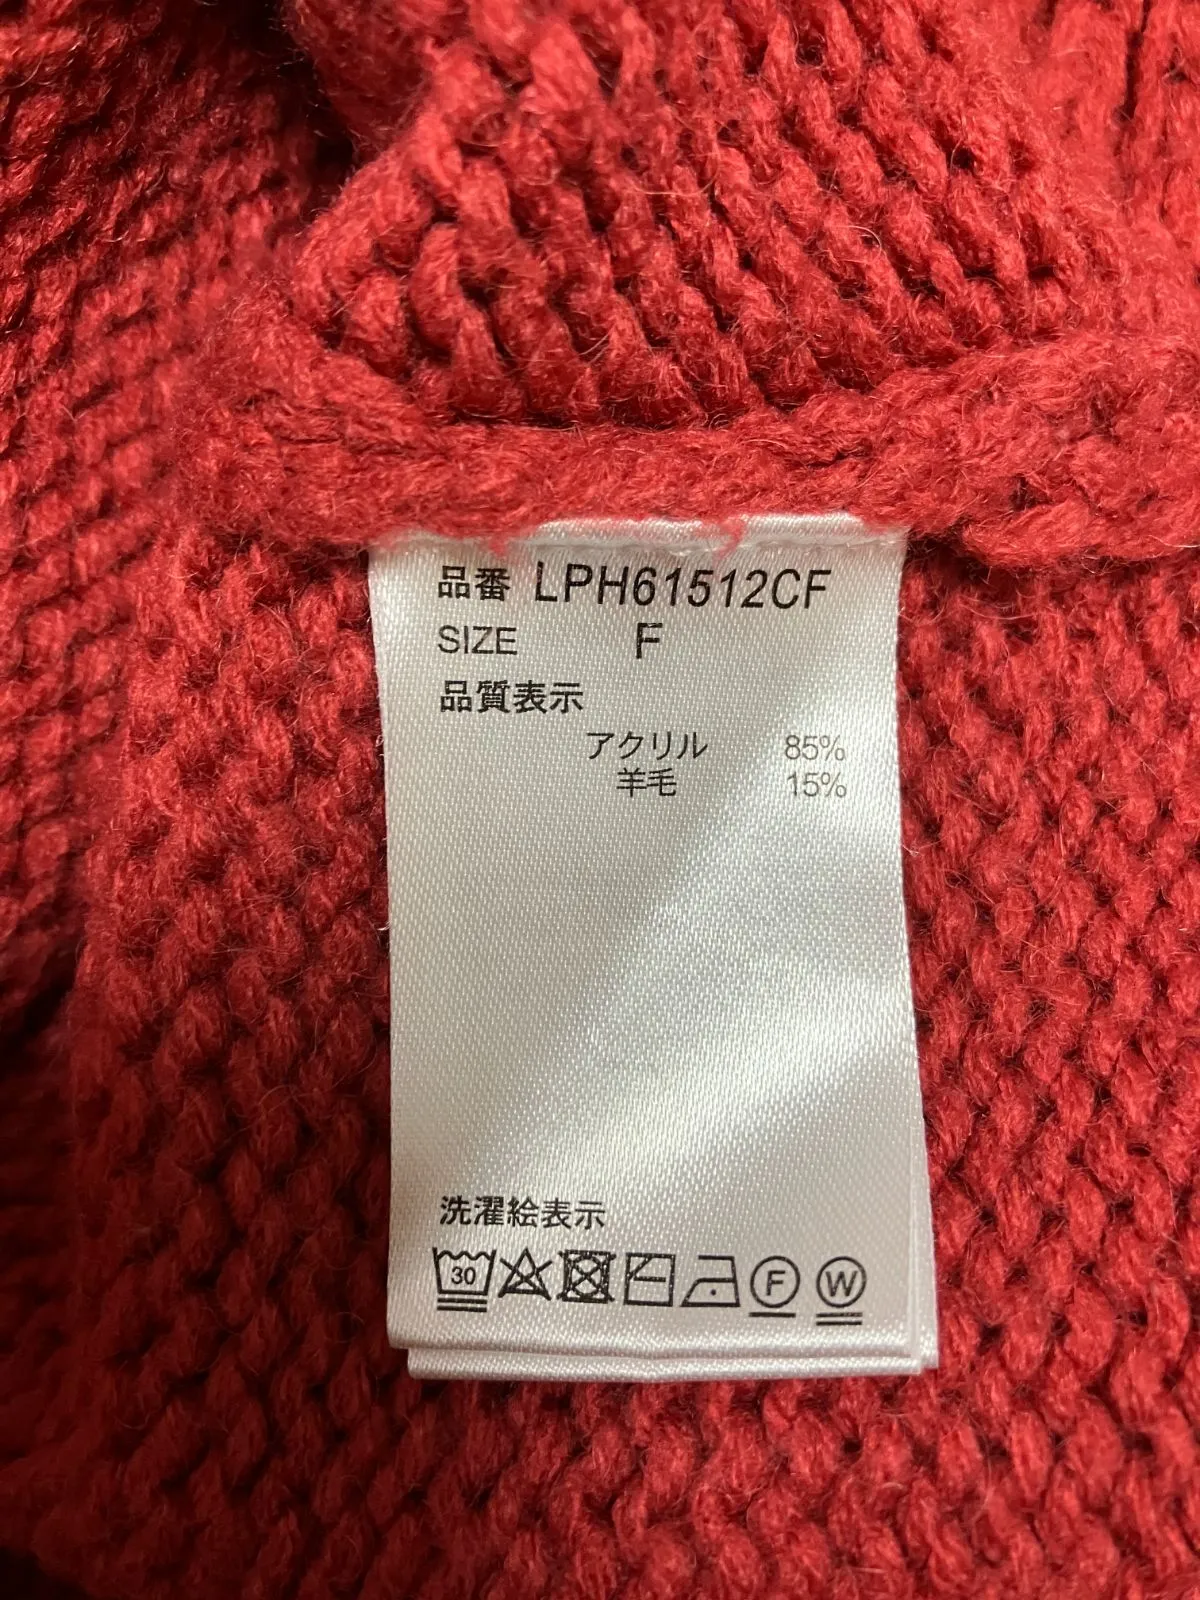 品番 LPH61512CF
SIZE F
品質表示
アクリル 85%
羊毛 15%
洗濯絵表示
30 F W